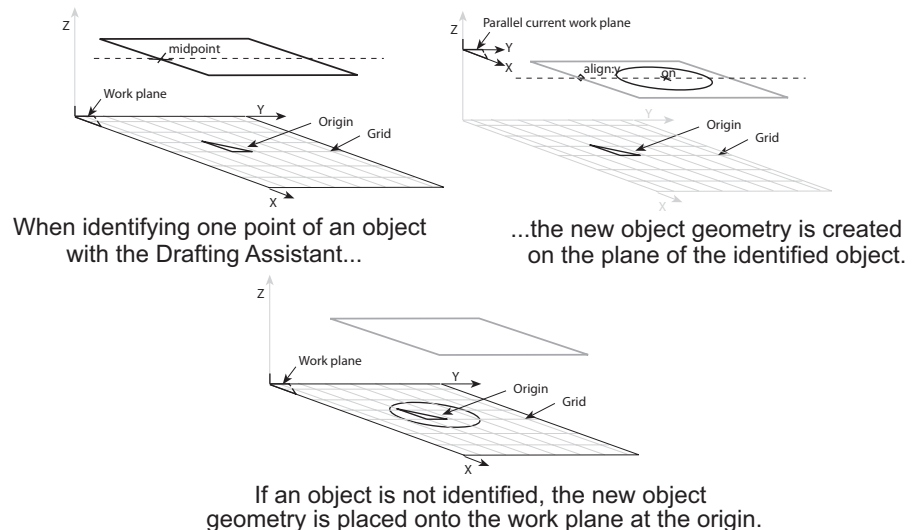 Z
midpoint
Work plane
Y
Origin
Grid
X
When identifying one point of an object
with the Drafting Assistant...
Z
Parallel current work plane
Y
X
align:y
on
Y
Origin
Grid
X
...the new object geometry is created
on the plane of the identified object.
Z
Work plane
Y
Origin
Grid
X
If an object is not identified, the new object
geometry is placed onto the work plane at the origin.